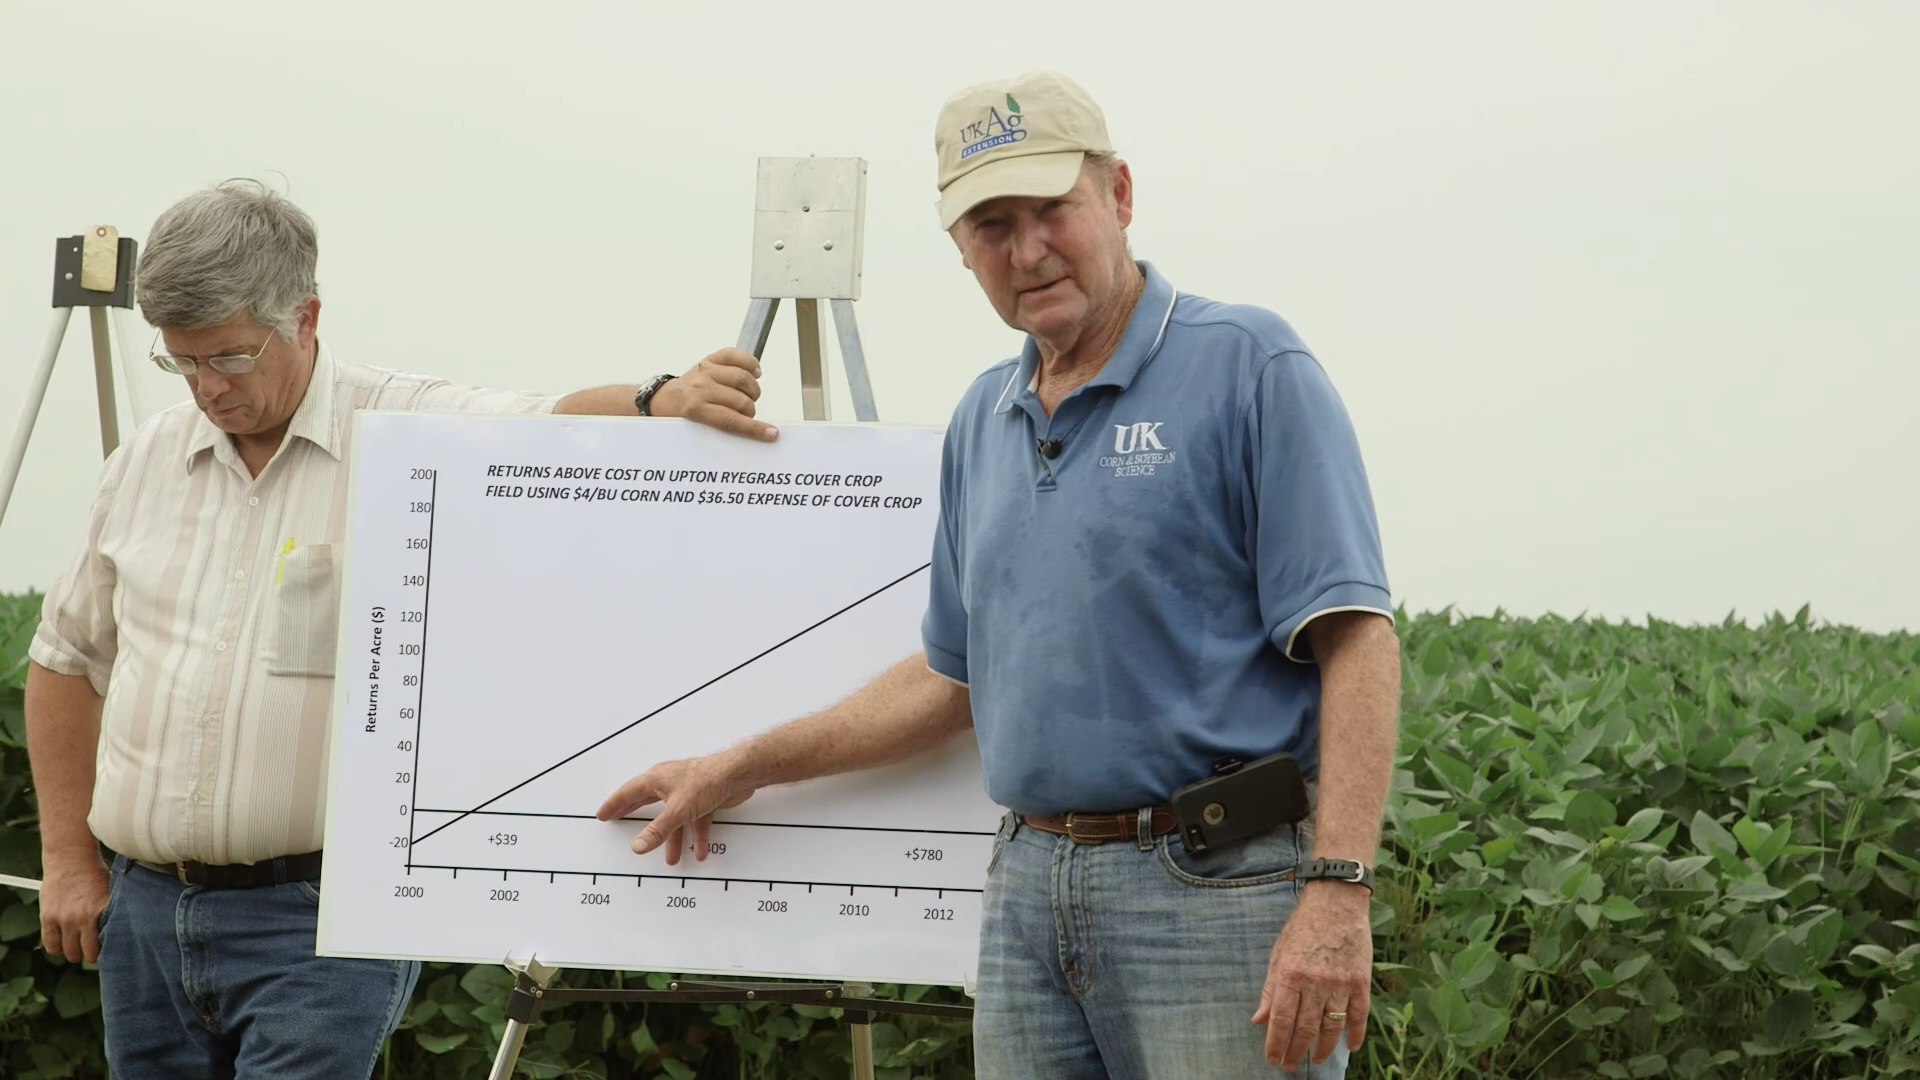 UKAg
EXTENSION
UK
CORN & SOYBEAN
SCIENCE
RETURNS ABOVE COST ON UPTON RYEGRASS COVER CROP
FIELD USING $4/BU CORN AND $36.50 EXPENSE OF COVER CROP
Returns Per Acre ($)
200
180
160
140
120
100
80
60
40
20
0
-20
+$39
+$780
2000 2002 2004 2006 2008 2010 2012